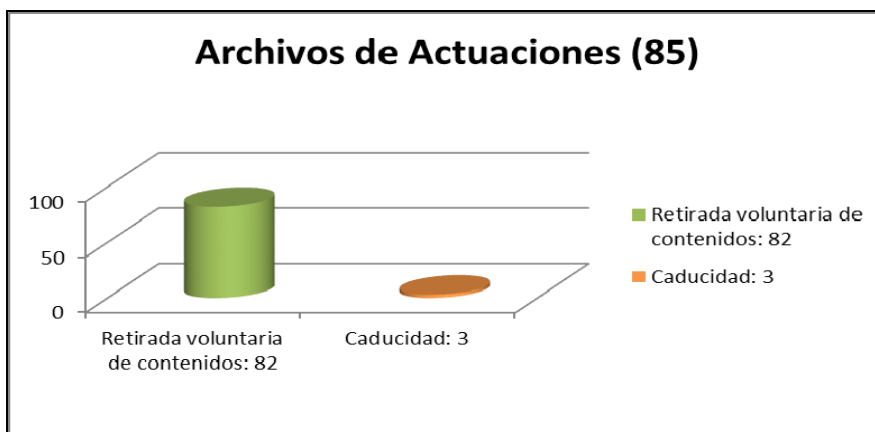 Archivos de Actuaciones (85)
100
50
0
Retirada voluntaria
de contenidos: 82
Caducidad: 3
Retirada voluntaria de
contenidos: 82
Caducidad: 3